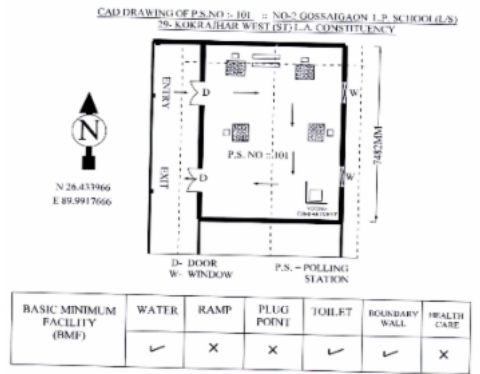 CAD DRAWING OF P.S.NO :- 101 :: NO-2 GOSSAIGAON L.P. SCHOOL (L/S)
29- KOKRAJHAR WEST (ST) L.A. CONSTITUENCY
ENTRY
D
W
N
7482MM
P.S. NO :- 101
EXIT
D
W
N 26.433966
E 89.9917666
VOTING
COMPARTMENT
D- DOOR
W- WINDOW
P.S. - POLLING
STATION
BASIC MINIMUM FACILITY (BMF) WATER RAMP PLUG POINT TOILET BOUNDARY WALL HEALTH CARE
✓ × × ✓ ✓ ×